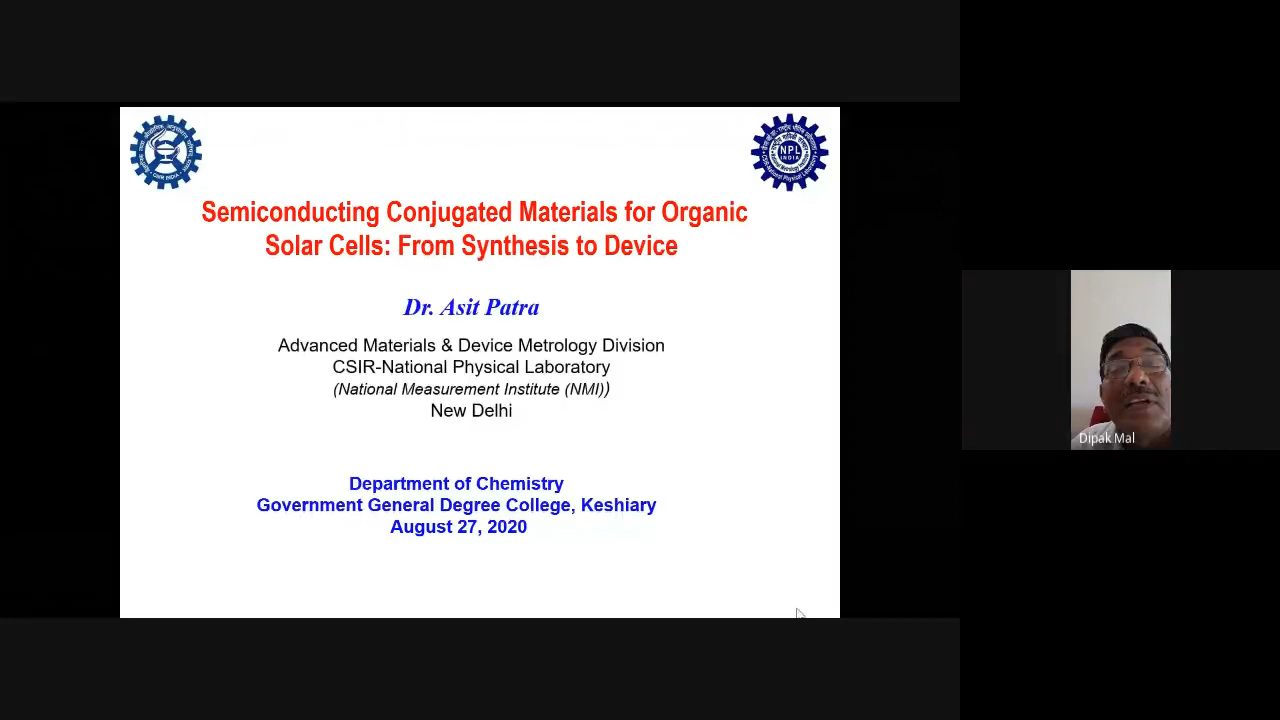 NPL
INDIA
Semiconducting Conjugated Materials for Organic
Solar Cells: From Synthesis to Device
Dr. Asit Patra
Advanced Materials & Device Metrology Division
CSIR-National Physical Laboratory
(National Measurement Institute (NMI))
New Delhi
Department of Chemistry
Government General Degree College, Keshiary
August 27, 2020
Dipak Mal